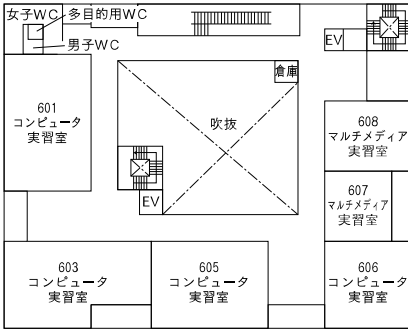 女子WC
多目的用WC
男子WC
EV
倉庫
601
コンピュータ
実習室
吹抜
608
マルチメディア
実習室
607
マルチメディア
実習室
EV
603
コンピュータ
実習室
605
コンピュータ
実習室
606
コンピュータ
実習室